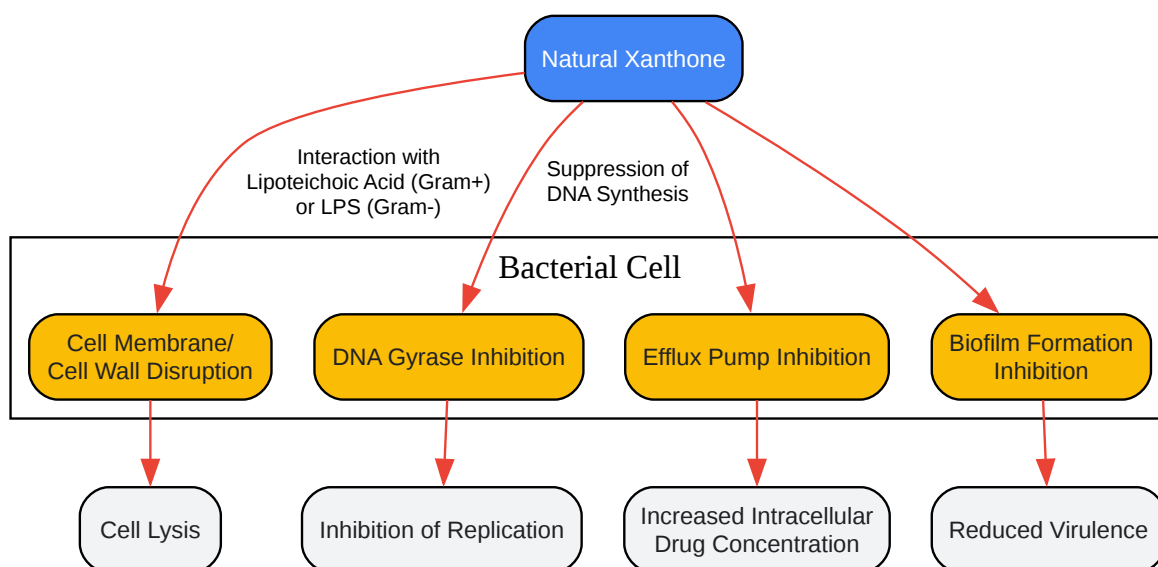 Natural Xanthone
Interaction with
Lipoteichoic Acid (Gram+)
or LPS (Gram-)
Suppression of
DNA Synthesis
Bacterial Cell
Cell Membrane/
Cell Wall Disruption
DNA Gyrase Inhibition
Efflux Pump Inhibition
Biofilm Formation
Inhibition
Cell Lysis
Inhibition of Replication
Increased Intracellular
Drug Concentration
Reduced Virulence